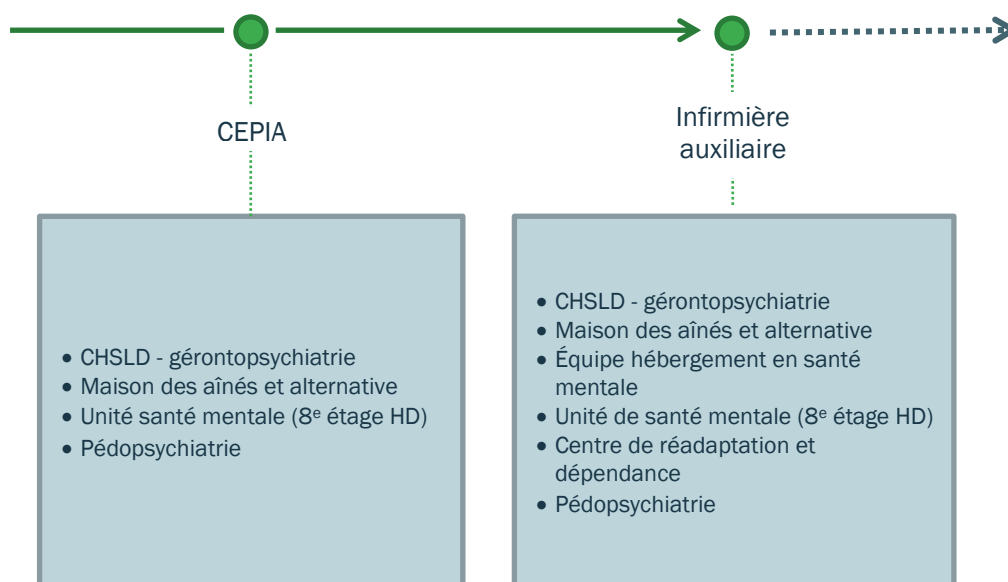 CEPIA
Infirmière
auxiliaire
• CHSLD - gérontopsychiatrie
• Maison des aînés et alternative
• Unité santé mentale (8ᵉ étage HD)
• Pédopsychiatrie
• CHSLD - gérontopsychiatrie
• Maison des aînés et alternative
• Équipe hébergement en santé
mentale
• Unité de santé mentale (8ᵉ étage HD)
• Centre de réadaptation et
dépendance
• Pédopsychiatrie